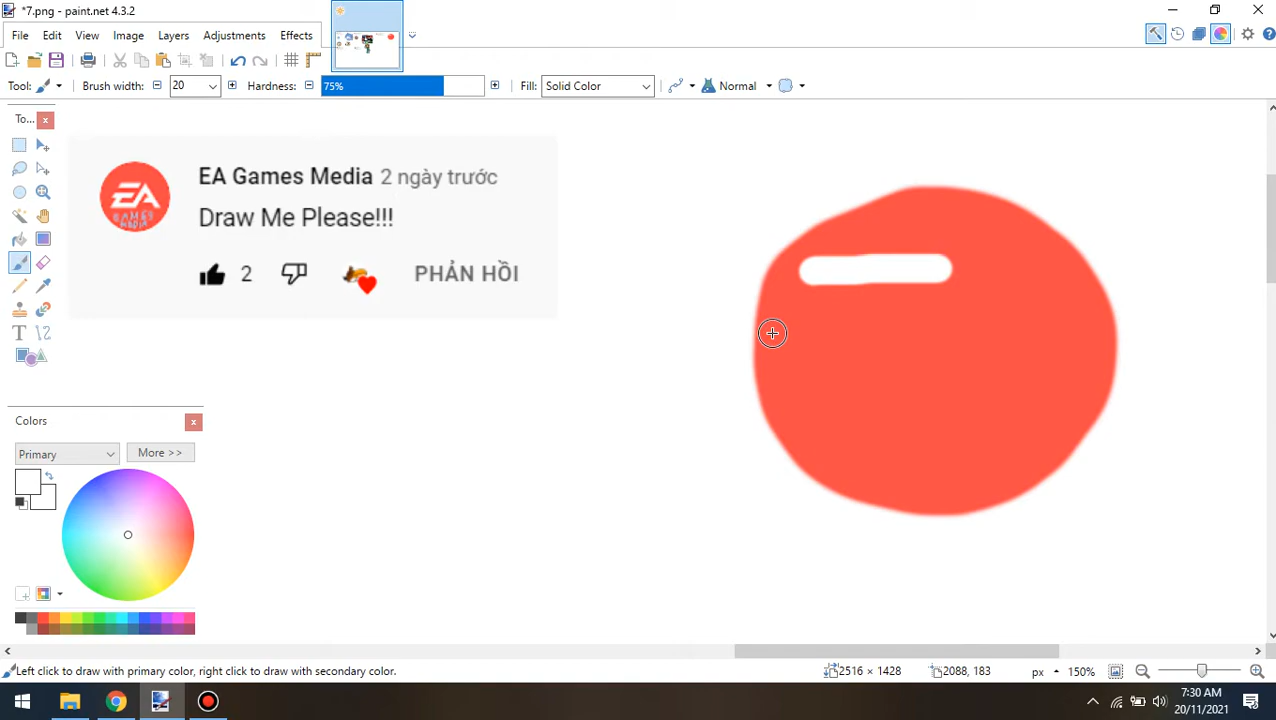 *7.png - paint.net 4.3.2
File Edit View Image Layers Adjustments Effects
Tool: Brush width: 20 Hardness: 75% Fill: Solid Color Normal
To...
EA Games Media 2 ngày trước
EA
GAMES
MEDIA
Draw Me Please!!!
2 PHẢN HỒI
Colors
Primary More >>
Left click to draw with primary color, right click to draw with secondary color. 2516 × 1428 2088, 183 px 150%
7:30 AM
20/11/2021